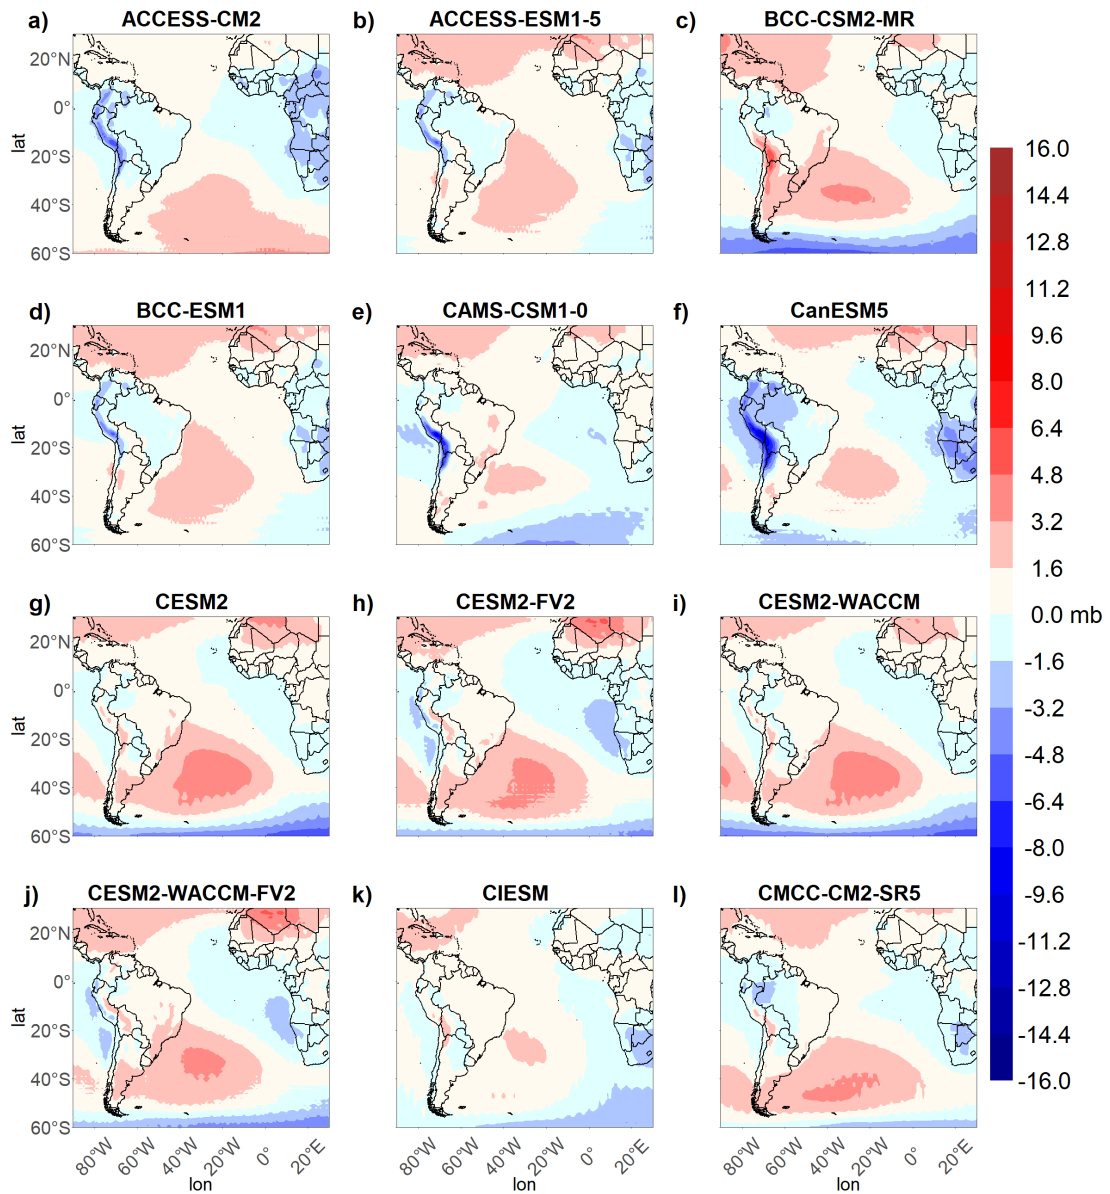 a) ACCESS-CM2 b) ACCESS-ESM1-5 c) BCC-CSM2-MR
20°N
0°
20°S
40°S
60°S
lat
d) BCC-ESM1 e) CAMS-CSM1-0 f) CanESM5
20°N
0°
20°S
40°S
60°S
lat
g) CESM2 h) CESM2-FV2 i) CESM2-WACCM
20°N
0°
20°S
40°S
60°S
lat
j) CESM2-WACCM-FV2 k) CIESM l) CMCC-CM2-SR5
20°N
0°
20°S
40°S
60°S
lat
80°W 60°W 40°W 20°W 0° 20°E 80°W 60°W 40°W 20°W 0° 20°E 80°W 60°W 40°W 20°W 0° 20°E
lon lon lon
16.0
14.4
12.8
11.2
9.6
8.0
6.4
4.8
3.2
1.6
0.0 mb
-1.6
-3.2
-4.8
-6.4
-8.0
-9.6
-11.2
-12.8
-14.4
-16.0